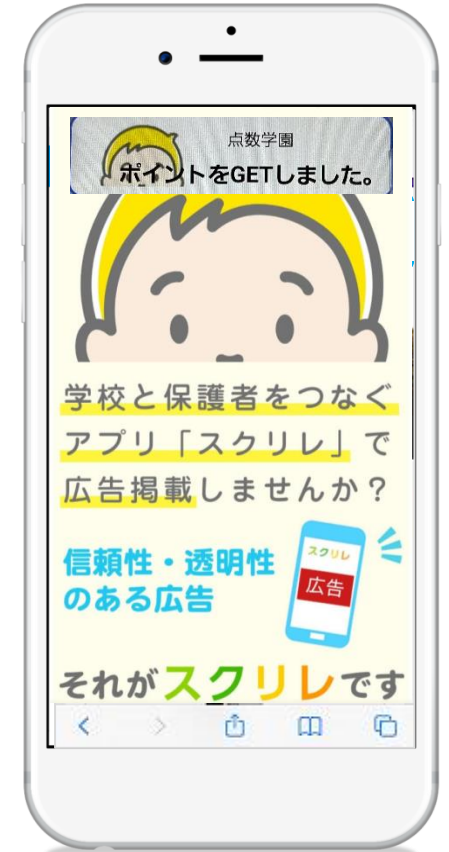 点数学園
ポイントをGETしました。
学校と保護者をつなぐ
アプリ「スクリレ」で
広告掲載しませんか？
信頼性・透明性
のある広告
スクリレ
広告
それがスクリレです